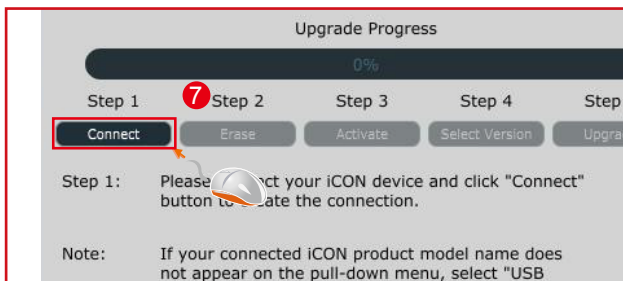 Upgrade Progress
0%
Step 1 Step 2 Step 3 Step 4 Step
7
Connect Erase Activate Select Version Upgra
Step 1: Please ct your iCON device and click "Connect"
button to ate the connection.
Note: If your connected iCON product model name does
not appear on the pull-down menu, select "USB